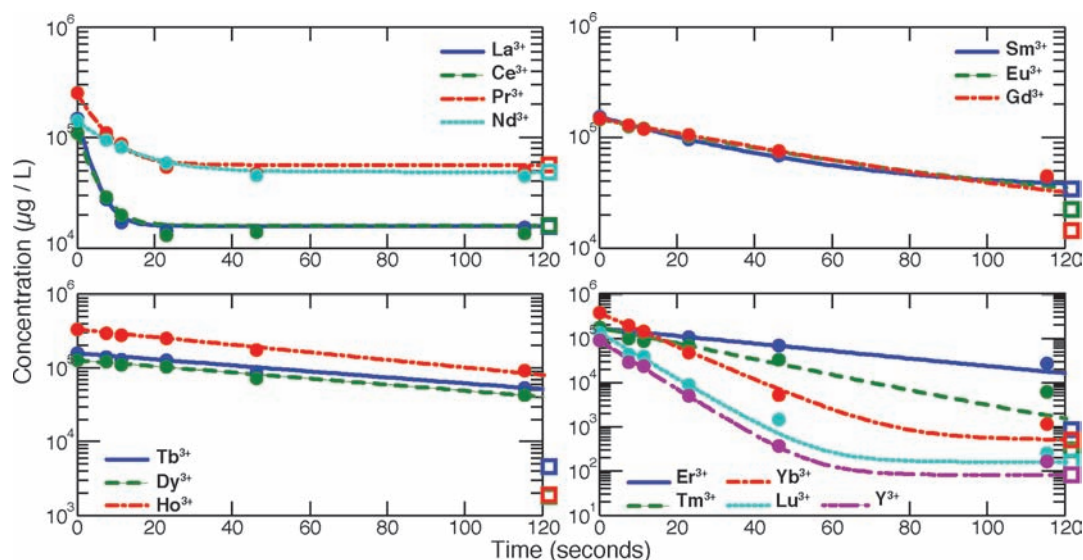 Concentration (µg / L)
10⁶
10⁵
10⁴
0 20 40 60 80 100 120
La³⁺
Ce³⁺
Pr³⁺
Nd³⁺
10⁶
10⁵
10⁴
0 20 40 60 80 100 120
Sm³⁺
Eu³⁺
Gd³⁺
10⁶
10⁵
10⁴
10³
0 20 40 60 80 100 120
Tb³⁺
Dy³⁺
Ho³⁺
10⁶
10⁵
10⁴
10³
10²
10
0 20 40 60 80 100 120
Er³⁺ Yb³⁺
Tm³⁺ Lu³⁺ Y³⁺
Time (seconds)